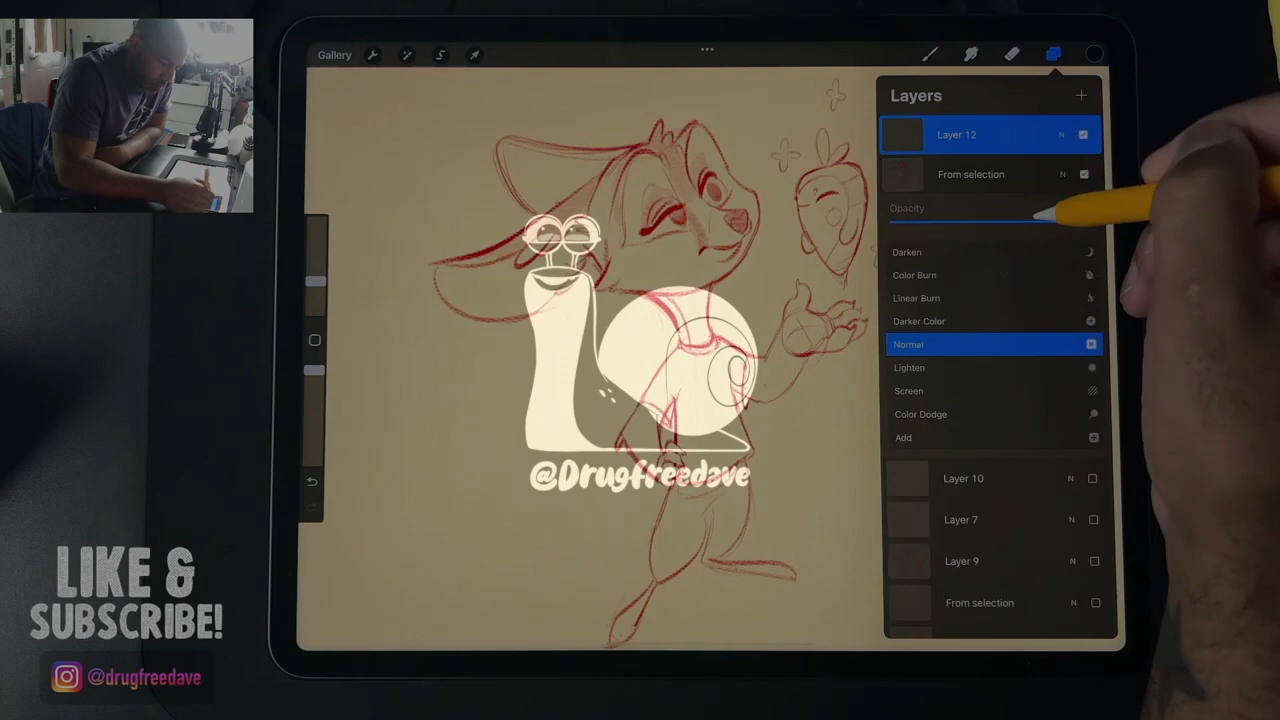 Gallery
Layers
Layer 12 N
From selection N
Opacity
Darken
Color Burn
Linear Burn
Darker Color
Normal
Lighten
Screen
Color Dodge
Add
Layer 10 N
Layer 7 N
Layer 9 N
From selection N
@Drugfreedave
LIKE &
SUBSCRIBE!
@drugfreedave